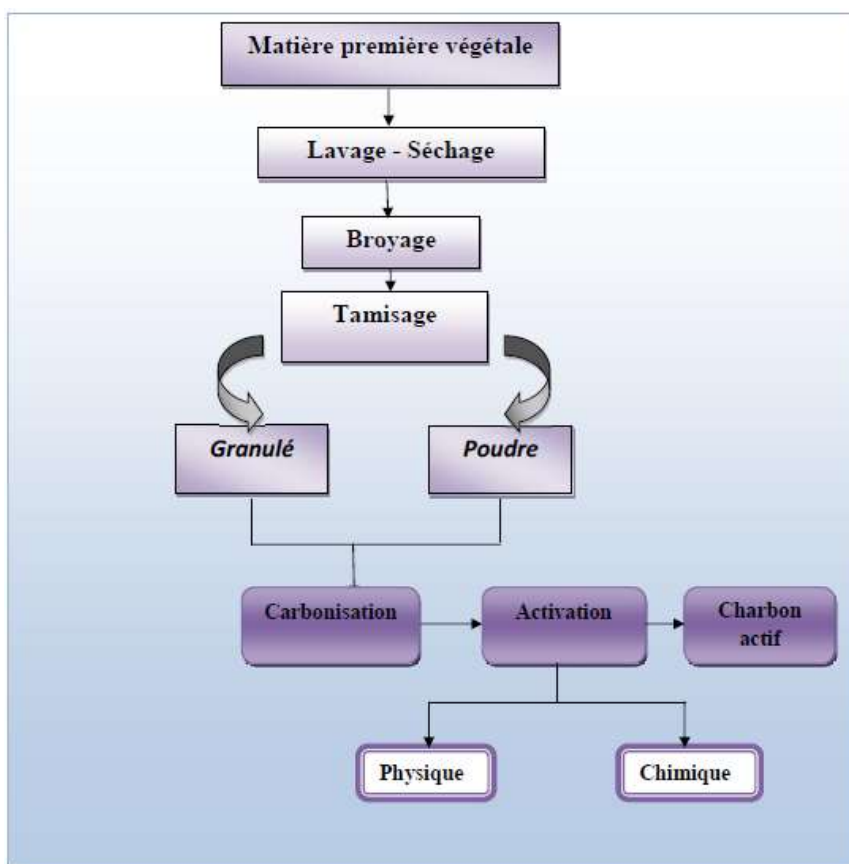 Matière première végétale
Lavage - Séchage
Broyage
Tamisage
Granulé
Poudre
Carbonisation
Activation
Charbon
actif
Physique
Chimique